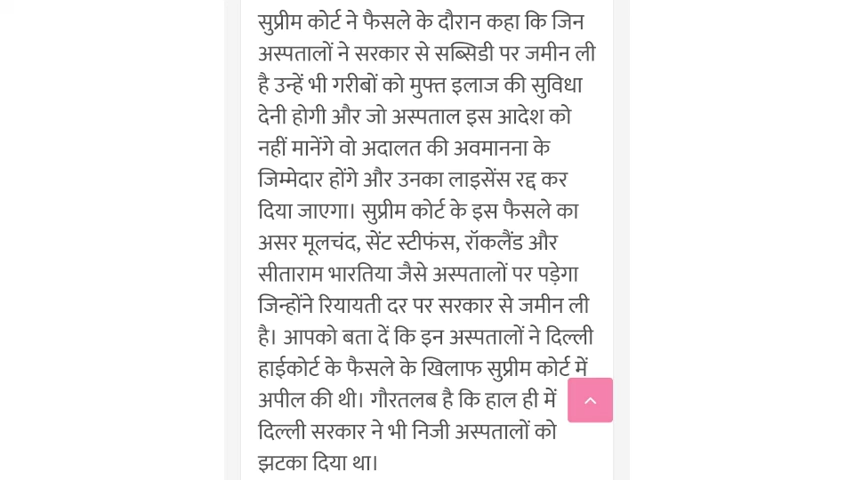 सुप्रीम कोर्ट ने फैसले के दौरान कहा कि जिन
अस्पतालों ने सरकार से सब्सिडी पर जमीन ली
है उन्हें भी गरीबों को मुफ्त इलाज की सुविधा
देनी होगी और जो अस्पताल इस आदेश को
नहीं मानेंगे वो अदालत की अवमानना के
जिम्मेदार होंगे और उनका लाइसेंस रद्द कर
दिया जाएगा। सुप्रीम कोर्ट के इस फैसले का
असर मूलचंद, सेंट स्टीफंस, रॉकलैंड और
सीताराम भारतिया जैसे अस्पतालों पर पड़ेगा
जिन्होंने रियायती दर पर सरकार से जमीन ली
है। आपको बता दें कि इन अस्पतालों ने दिल्ली
हाईकोर्ट के फैसले के खिलाफ सुप्रीम कोर्ट में
अपील की थी। गौरतलब है कि हाल ही में
दिल्ली सरकार ने भी निजी अस्पतालों को
झटका दिया था।